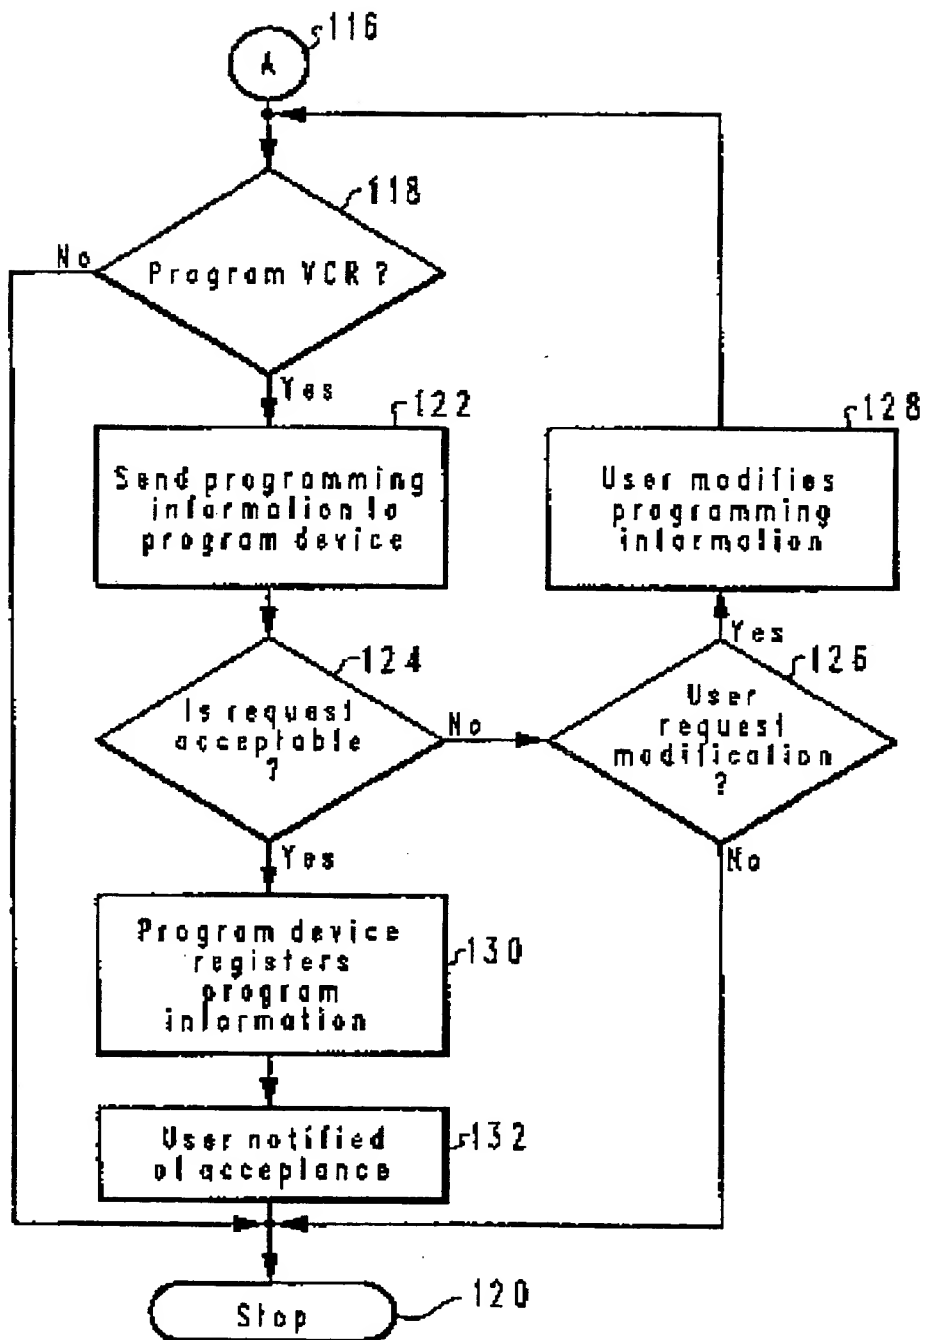 116
A
118
No
Program VCR ?
Yes
122
128
Send programming
information to
program device
User modifies
programming
information
Yes
124
126
Is request
acceptable
?
No
User
request
modification
?
Yes
No
Program device
registers
program
information
130
User notified
of acceptance
132
Stop
120